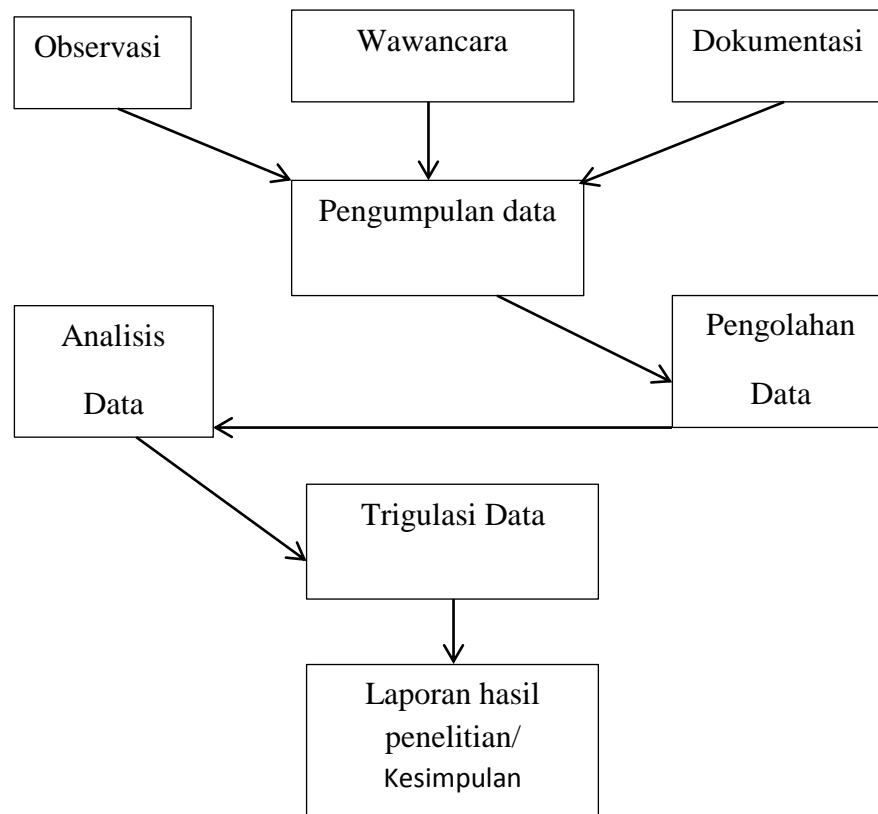 Observasi
Wawancara
Dokumentasi
Pengumpulan data
Pengolahan
Data
Analisis
Data
Trigulasi Data
Laporan hasil
penelitian/
Kesimpulan